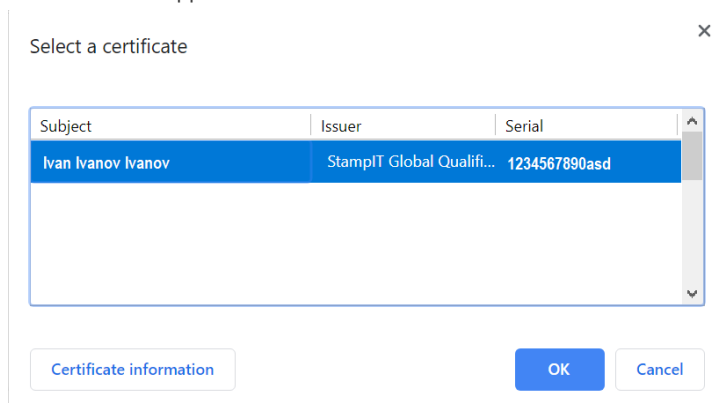 Select a certificate
Subject Issuer Serial
Ivan Ivanov Ivanov StampIT Global Qualifi... 1234567890asd
Certificate information OK Cancel